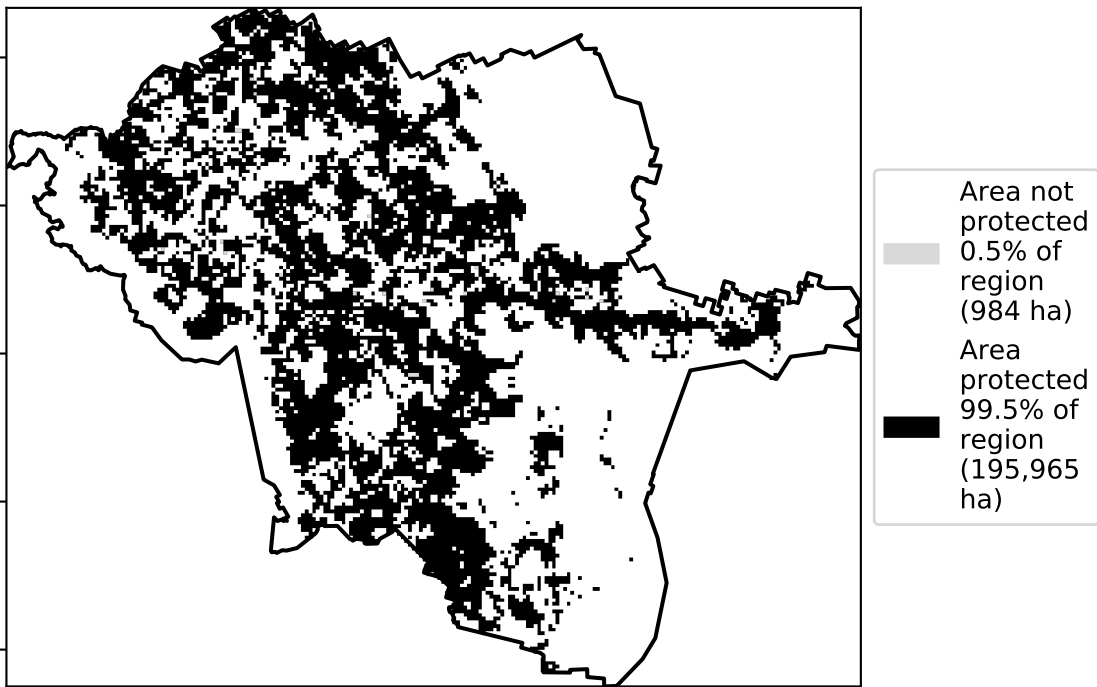 Area not
protected
0.5% of
region
(984 ha)
Area
protected
99.5% of
region
(195,965
ha)